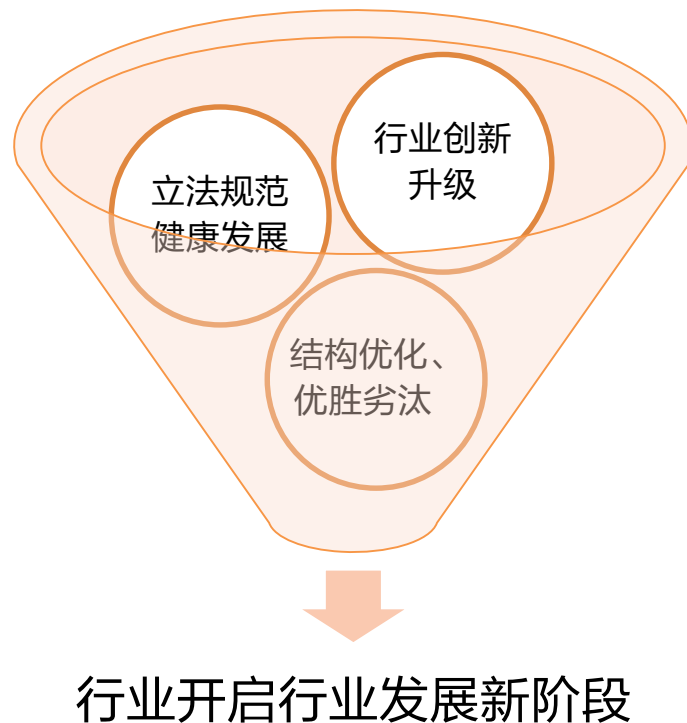 行业创新
升级
立法规范
健康发展
结构优化、
优胜劣汰
行业开启行业发展新阶段